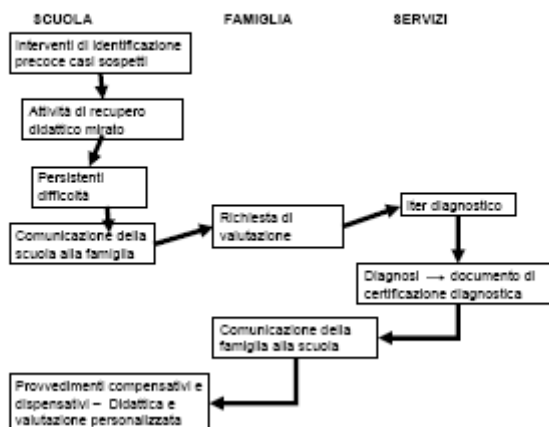 SCUOLA FAMIGLIA SERVIZI
Interventi di identificazione
precoce casi sospetti
Attività di recupero
didattico mirato
Persistenti
difficoltà
Comunicazione della
scuola alla famiglia
Richiesta di
valutazione
Iter diagnostico
Diagnosi → documento di
certificazione diagnostica
Comunicazione della
famiglia alla scuola
Provvedimenti compensativi e
dispensativi – Didattica e
valutazione personalizzata